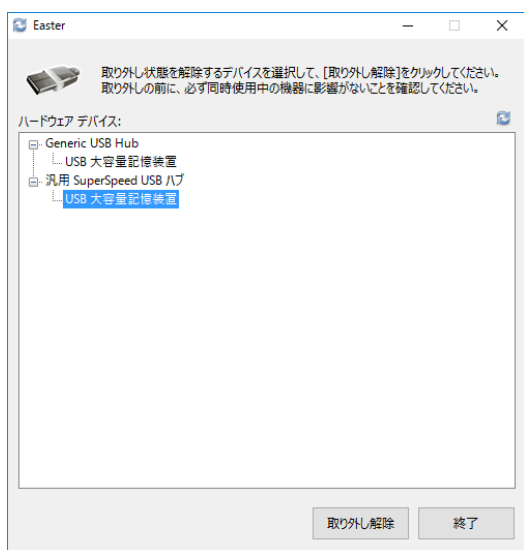 Easter
取り外し状態を解除するデバイスを選択して、[取り外し解除]をクリックしてください。
取り外しの前に、必ず同時使用中の機器に影響がないことを確認してください。
ハードウェア デバイス:
Generic USB Hub
USB 大容量記憶装置
汎用 SuperSpeed USB ハブ
USB 大容量記憶装置
取り外し解除
終了